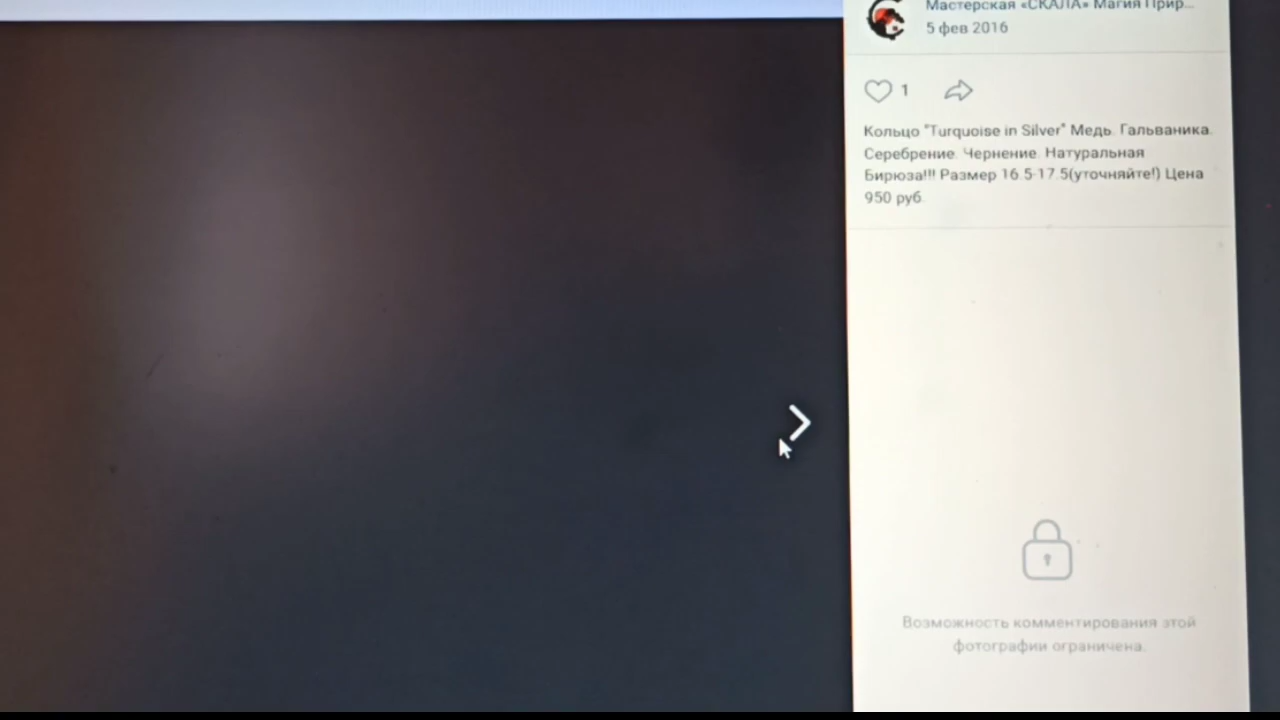 Мастерская «СКАЛА» Магия Прир...
5 фев 2016
1
Кольцо "Turquoise in Silver" Медь. Гальваника.
Серебрение. Чернение. Натуральная
Бирюза!!! Размер 16.5-17.5(уточняйте!) Цена
950 руб.
Возможность комментирования этой
фотографии ограничена.